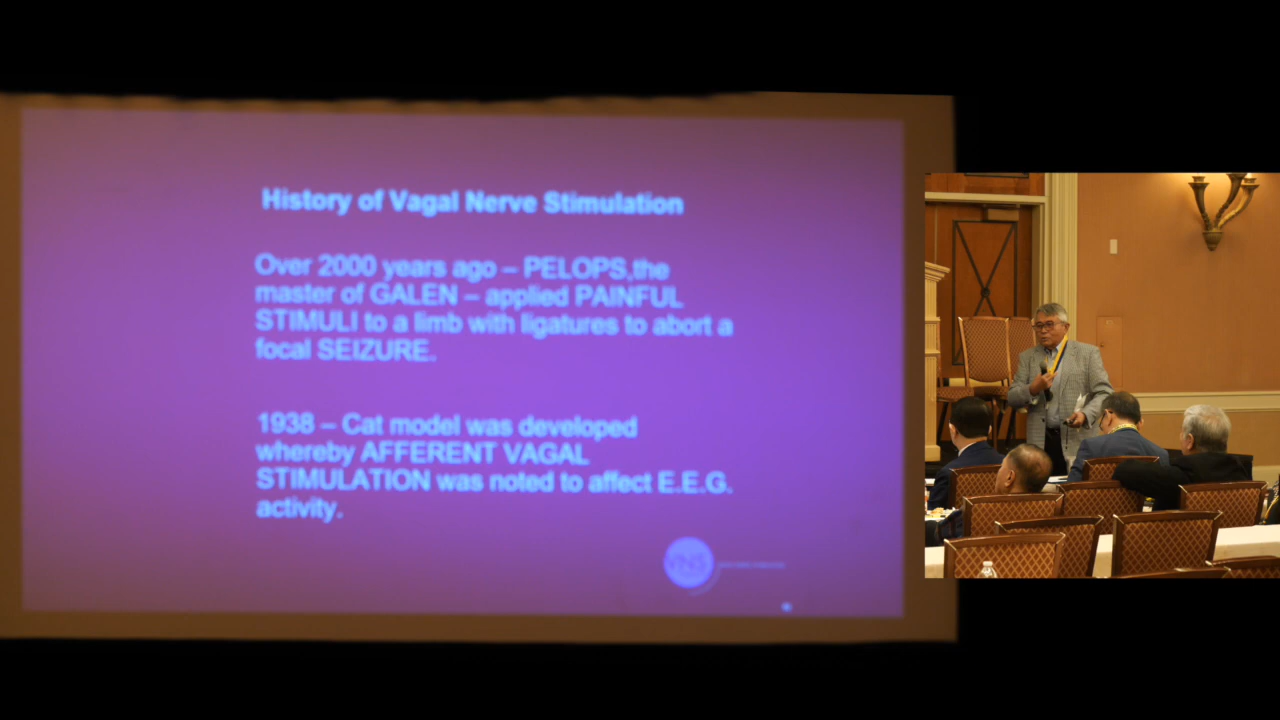 History of Vagal Nerve Stimulation
Over 2000 years ago – PELOPS,the
master of GALEN – applied PAINFUL
STIMULI to a limb with ligatures to abort a
focal SEIZURE.
1938 – Cat model was developed
whereby AFFERENT VAGAL
STIMULATION was noted to affect E.E.G.
activity.
VNS